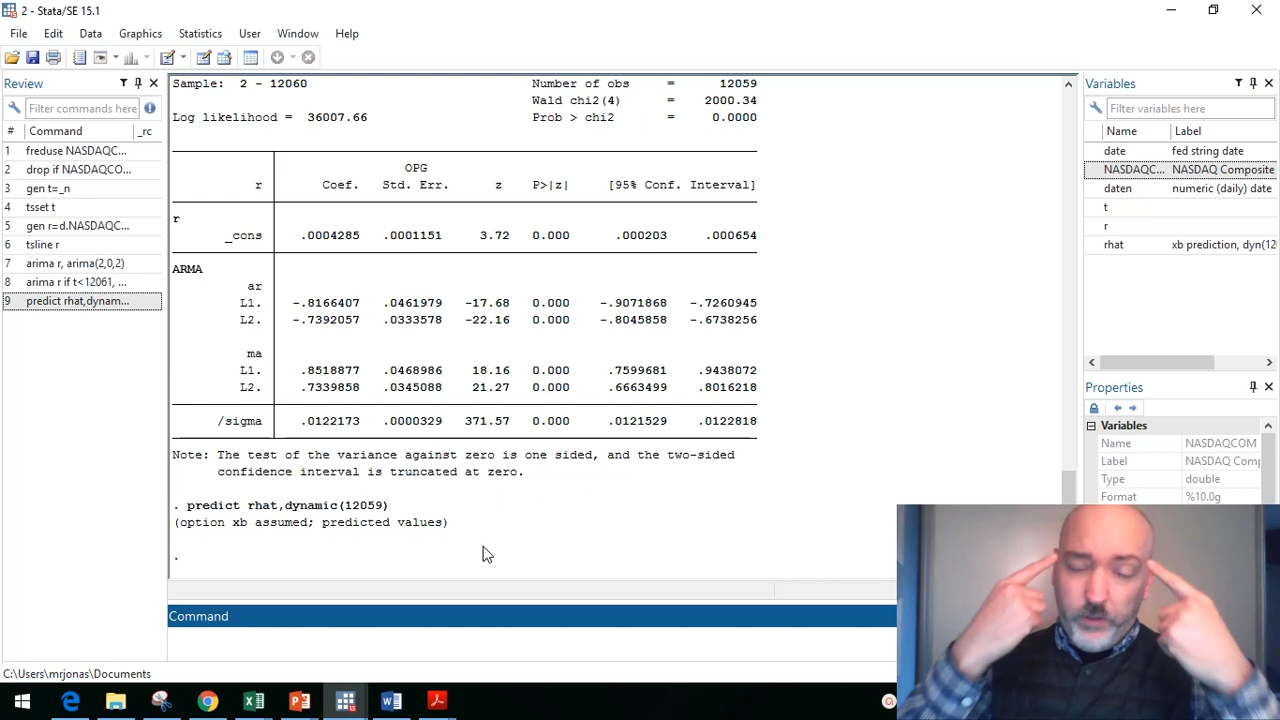 2 - Stata/SE 15.1
File Edit Data Graphics Statistics User Window Help
Review
Filter commands here
# Command _rc
1 freduse NASDAQC...
2 drop if NASDAQCO...
3 gen t=_n
4 tsset t
5 gen r=d.NASDAQC...
6 tsline r
7 arima r, arima(2,0,2)
8 arima r if t<12061, ...
9 predict rhat,dynam...
Sample: 2 - 12060 Number of obs = 12059
Wald chi2(4) = 2000.34
Log likelihood = 36007.66 Prob > chi2 = 0.0000
OPG
r Coef. Std. Err. z P>|z| [95% Conf. Interval]
r
_cons .0004285 .0001151 3.72 0.000 .000203 .000654
ARMA
ar
L1. -.8166407 .0461979 -17.68 0.000 -.9071868 -.7260945
L2. -.7392057 .0333578 -22.16 0.000 -.8045858 -.6738256
ma
L1. .8518877 .0468986 18.16 0.000 .7599681 .9438072
L2. .7339858 .0345088 21.27 0.000 .6663499 .8016218
/sigma .0122173 .0000329 371.57 0.000 .0121529 .0122818
Note: The test of the variance against zero is one sided, and the two-sided
confidence interval is truncated at zero.
. predict rhat,dynamic(12059)
(option xb assumed; predicted values)
.
Command
C:\Users\mrjonas\Documents
Variables
Filter variables here
Name Label
date fed string date
NASDAQC... NASDAQ Composite
daten numeric (daily) date
t
r
rhat xb prediction, dyn(12
Properties
Variables
Name NASDAQCOM
Label NASDAQ Comp
Type double
Format %10.0g